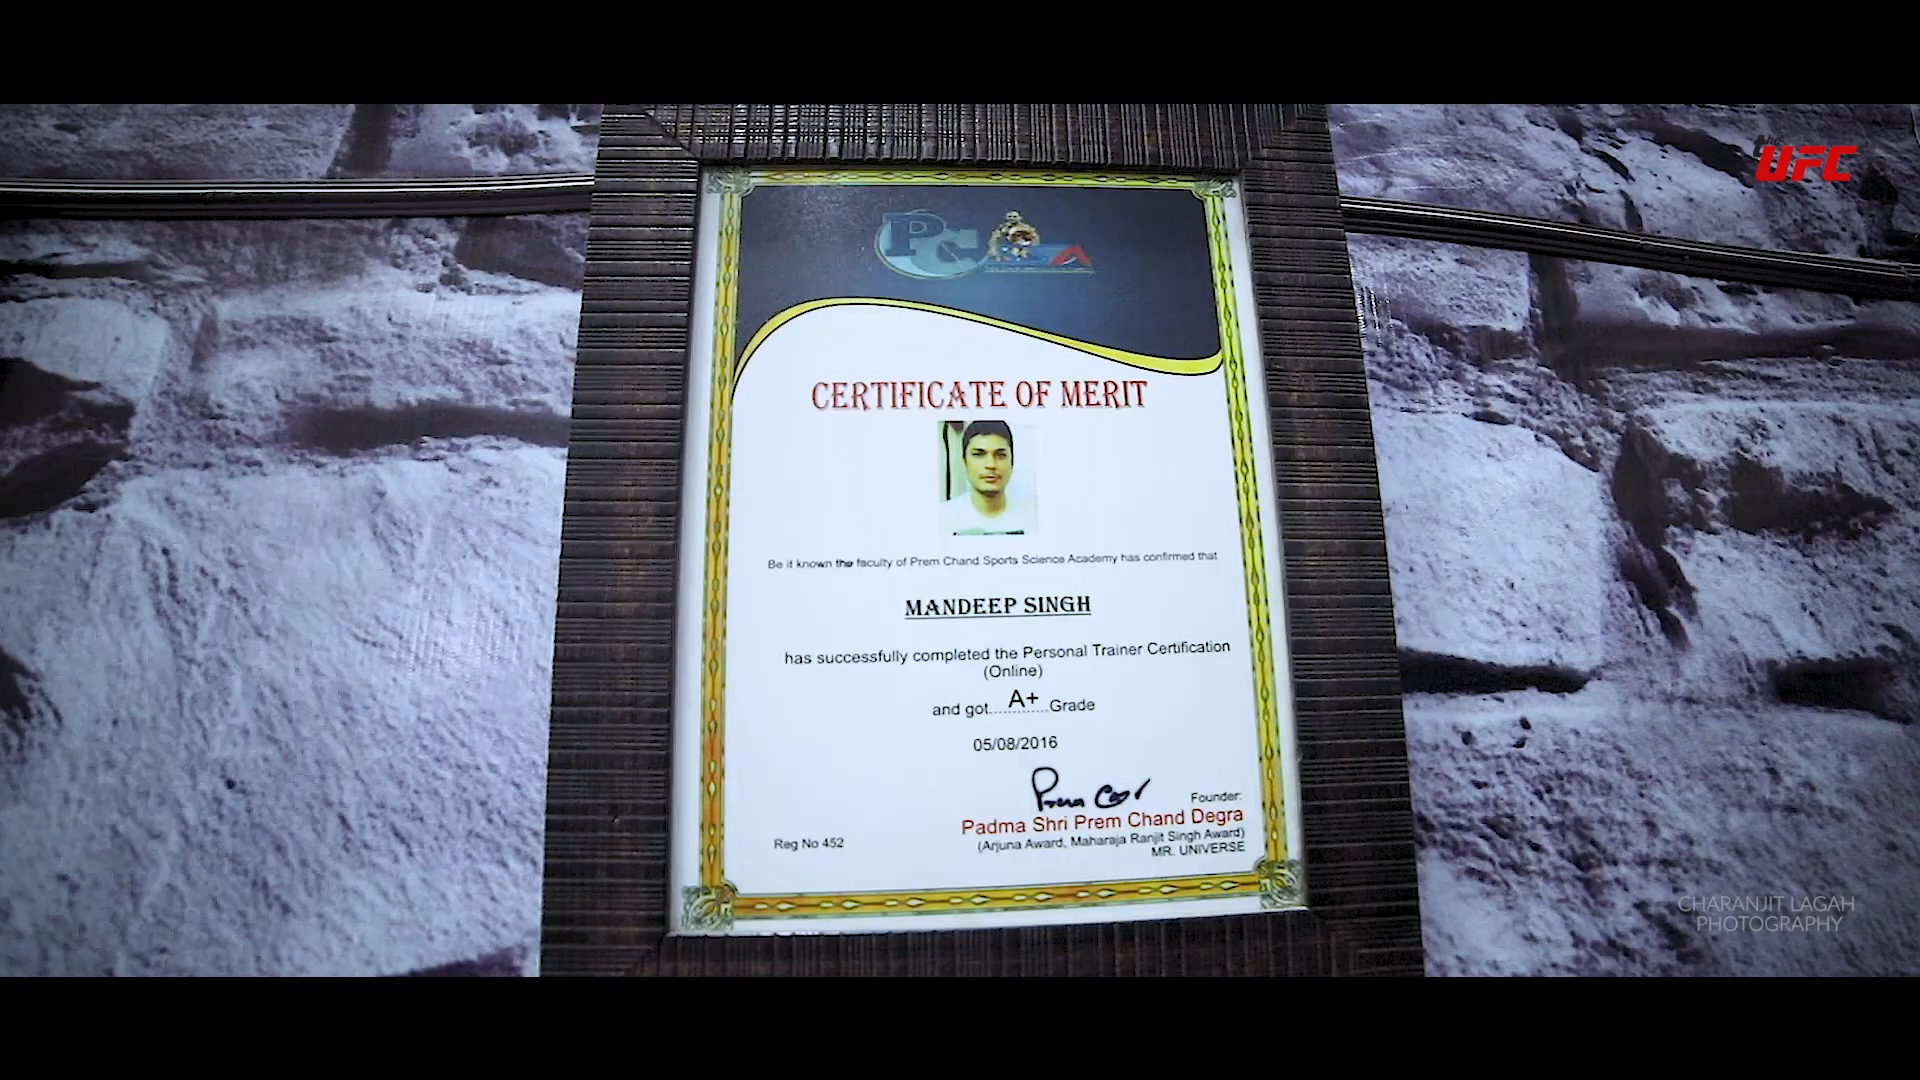 the
UFC
PC
CERTIFICATE OF MERIT
Be it known the faculty of Prem Chand Sports Science Academy has confirmed that
MANDEEP SINGH
has successfully completed the Personal Trainer Certification
(Online)
and got....A+....Grade
05/08/2016
Founder:
Padma Shri Prem Chand Degra
(Arjuna Award, Maharaja Ranjit Singh Award)
MR. UNIVERSE
Reg No 452
CHARANJIT LAGAH
PHOTOGRAPHY